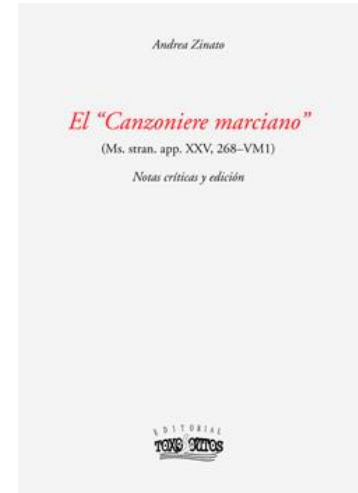 Andrea Zinato
El “Canzoniere marciano”
(Ms. stran. app. XXV, 268–VM1)
Notas críticas y edición
EDITORIAL
TOXOSOUTOS